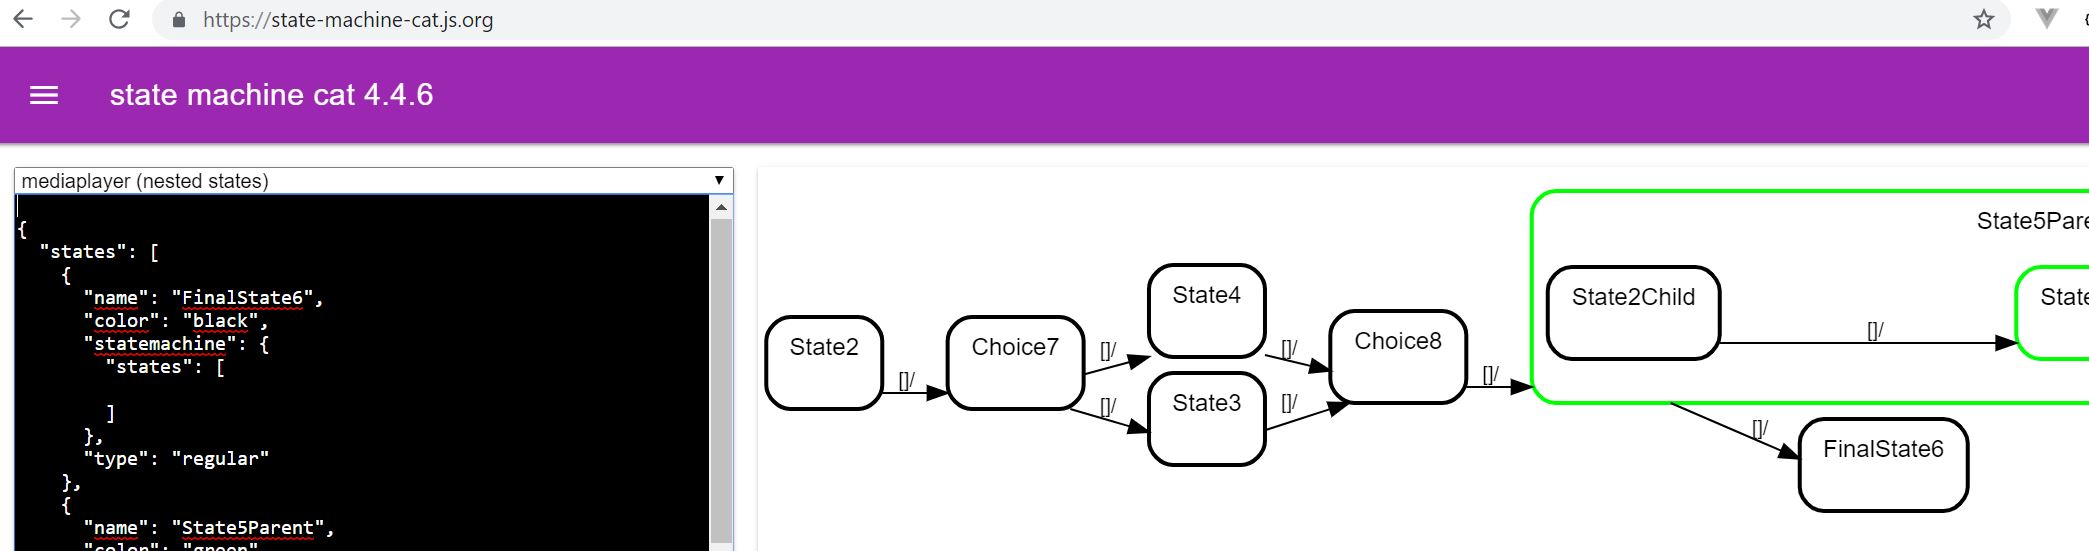 https://state-machine-cat.js.org
state machine cat 4.4.6
mediaplayer (nested states)
{
"states": [
{
"name": "FinalState6",
"color": "black",
"statemachine": {
"states": [
]
},
"type": "regular"
},
{
"name": "State5Parent",
"color": "green"
State2
[]/
Choice7
[]/
[]/
State4
State3
[]/
[]/
Choice8
[]/
State5Pare
State2Child
[]/
State
[]/
FinalState6